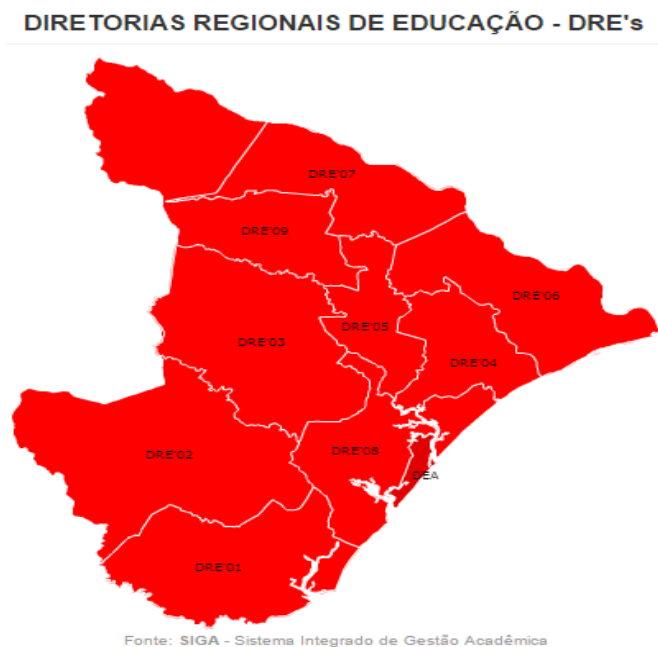 DIRETORIAS REGIONAIS DE EDUCAÇÃO - DRE's
DRE'07
DRE'09
DRE'06
DRE'05
DRE'03
DRE'04
DRE'08
DRE'02
DEA
DRE'01
Fonte: SIGA - Sistema Integrado de Gestão Acadêmica